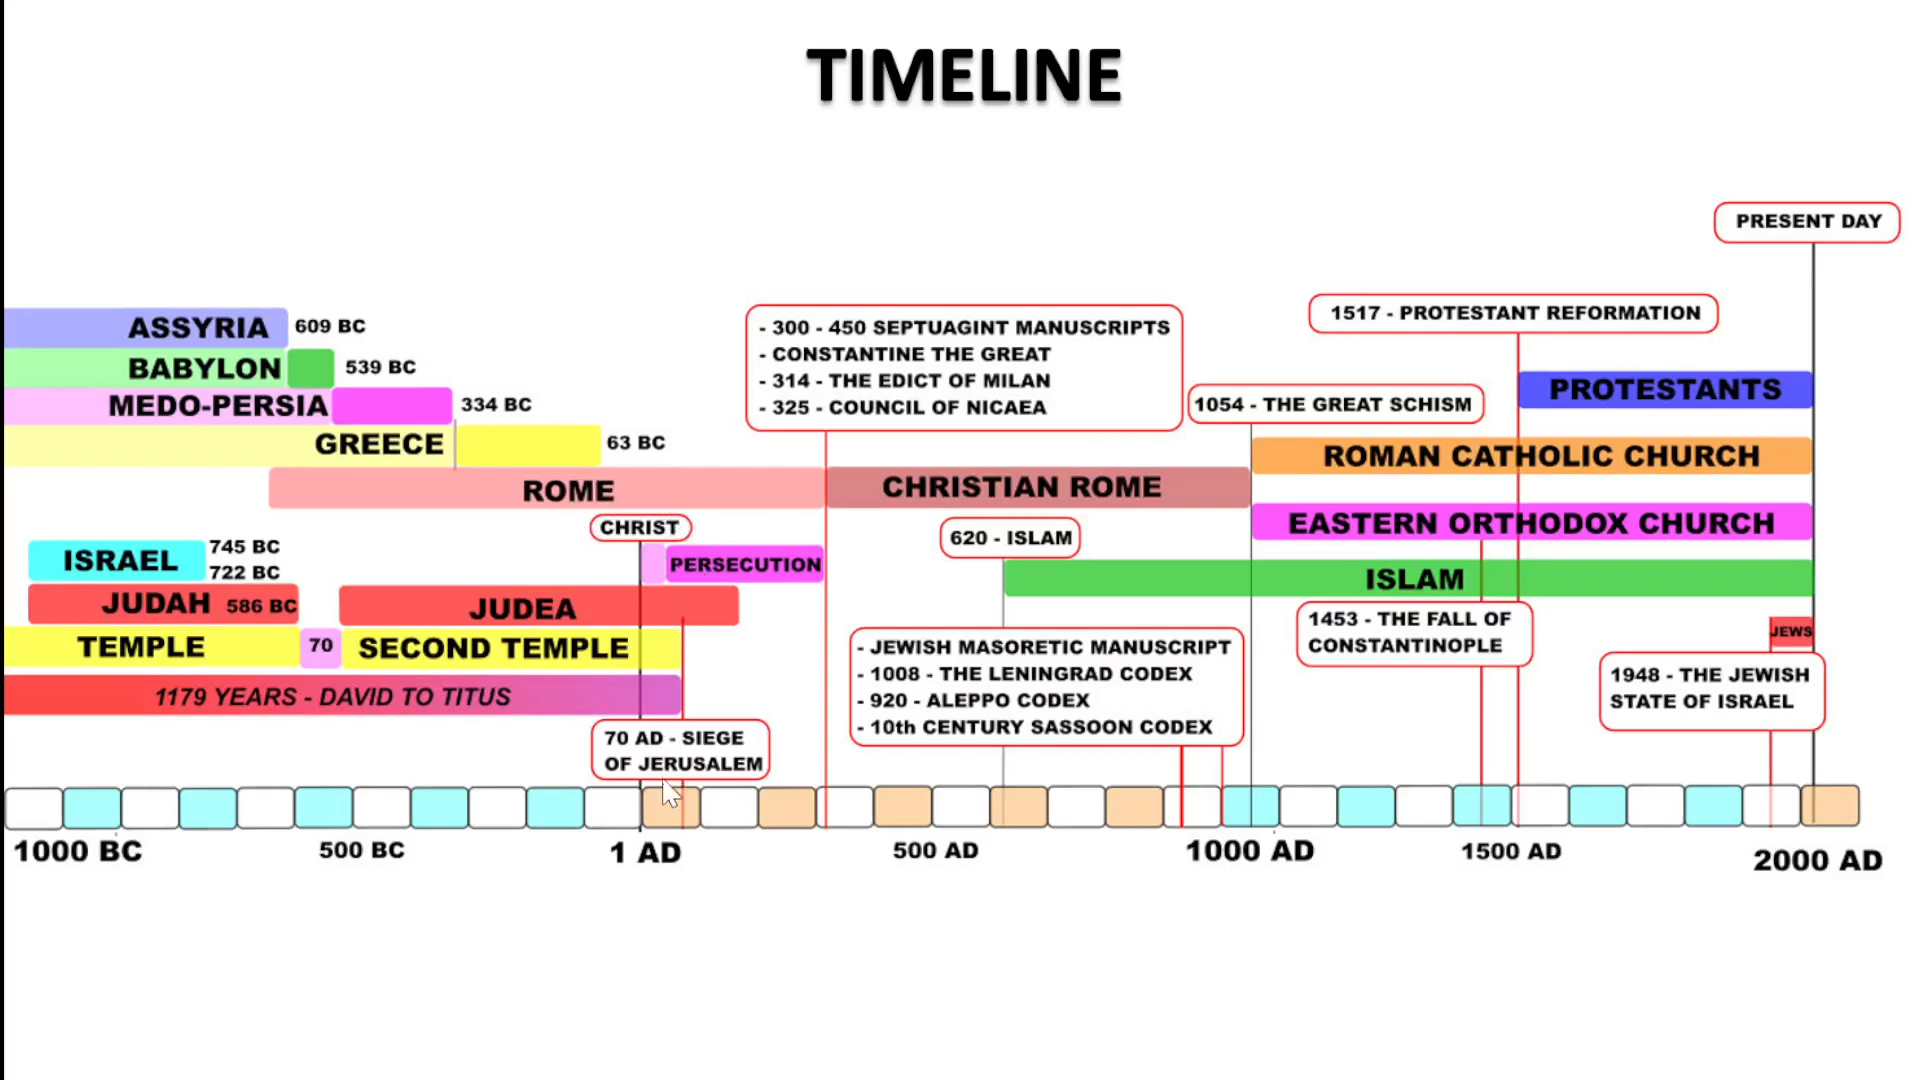 TIMELINE
PRESENT DAY
1517 - PROTESTANT REFORMATION
ASSYRIA 609 BC
BABYLON 539 BC
MEDO-PERSIA 334 BC
GREECE 63 BC
ROME
- 300 - 450 SEPTUAGINT MANUSCRIPTS
- CONSTANTINE THE GREAT
- 314 - THE EDICT OF MILAN
- 325 - COUNCIL OF NICAEA
1054 - THE GREAT SCHISM
PROTESTANTS
ROMAN CATHOLIC CHURCH
CHRISTIAN ROME
EASTERN ORTHODOX CHURCH
CHRIST
620 - ISLAM
ISRAEL
745 BC
722 BC
PERSECUTION
ISLAM
JUDAH 586 BC
JUDEA
TEMPLE
70
SECOND TEMPLE
1179 YEARS - DAVID TO TITUS
70 AD - SIEGE
OF JERUSALEM
- JEWISH MASORETIC MANUSCRIPT
- 1008 - THE LENINGRAD CODEX
- 920 - ALEPPO CODEX
- 10th CENTURY SASSOON CODEX
1453 - THE FALL OF
CONSTANTINOPLE
JEWS
1948 - THE JEWISH
STATE OF ISRAEL
1000 BC
500 BC
1 AD
500 AD
1000 AD
1500 AD
2000 AD